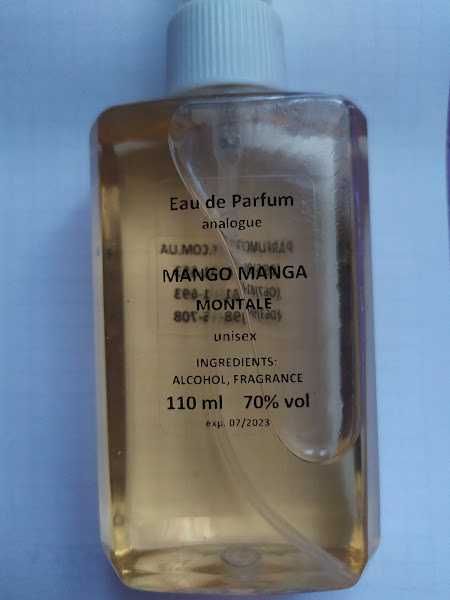 Eau de Parfum
analogue
MANGO MANGA
MONTALE
unisex
INGREDIENTS:
ALCOHOL, FRAGRANCE
110 ml 70% vol
exp. 07/2023